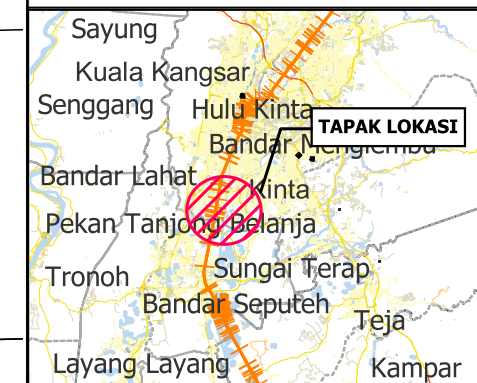 Sayung
Kuala Kangsar
Senggang
Hulu Kinta
TAPAK LOKASI
Bandar Menglembu
Bandar Lahat
Kinta
Pekan Tanjong Belanja
Tronoh
Sungai Terap
Bandar Seputeh
Teja
Layang Layang
Kampar